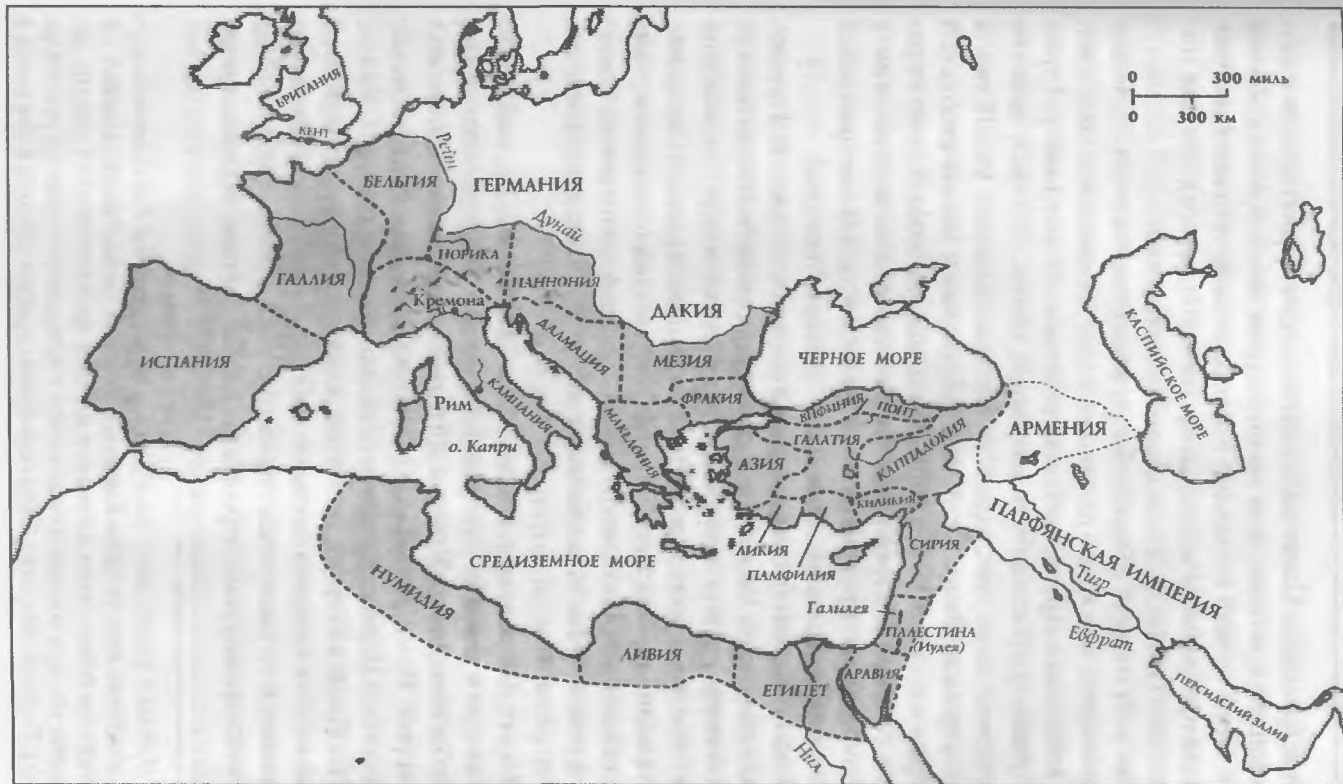 0 300 миль
0 300 км
БРИТАНИЯ
КЕНТ
Рейн
БЕЛЬГИЯ
ГЕРМАНИЯ
Дунай
НОРИКА
ГАЛЛИЯ
ПАННОНИЯ
Кремона
ДАКИЯ
ДАЛМАЦИЯ
ИСПАНИЯ
МЕЗИЯ
ЧЕРНОЕ МОРЕ
КАСПИЙСКОЕ МОРЕ
КАМПАНИЯ
Рим
ФРАКИЯ
ВИФИНИЯ
ПОНТ
МАКЕДОНИЯ
ГАЛАТИЯ
АРМЕНИЯ
о. Капри
АЗИЯ
КАППАДОКИЯ
КИЛИКИЯ
ПАРФЯНСКАЯ ИМПЕРИЯ
СРЕДИЗЕМНОЕ МОРЕ
ЛИКИЯ
СИРИЯ
ПАМФИЛИЯ
Тигр
НУМИДИЯ
Галилея
ПАЛЕСТИНА
(Иудея)
Евфрат
ЛИВИЯ
ЕГИПЕТ
АРАВИЯ
ПЕРСИДСКИЙ ЗАЛИВ
Нил